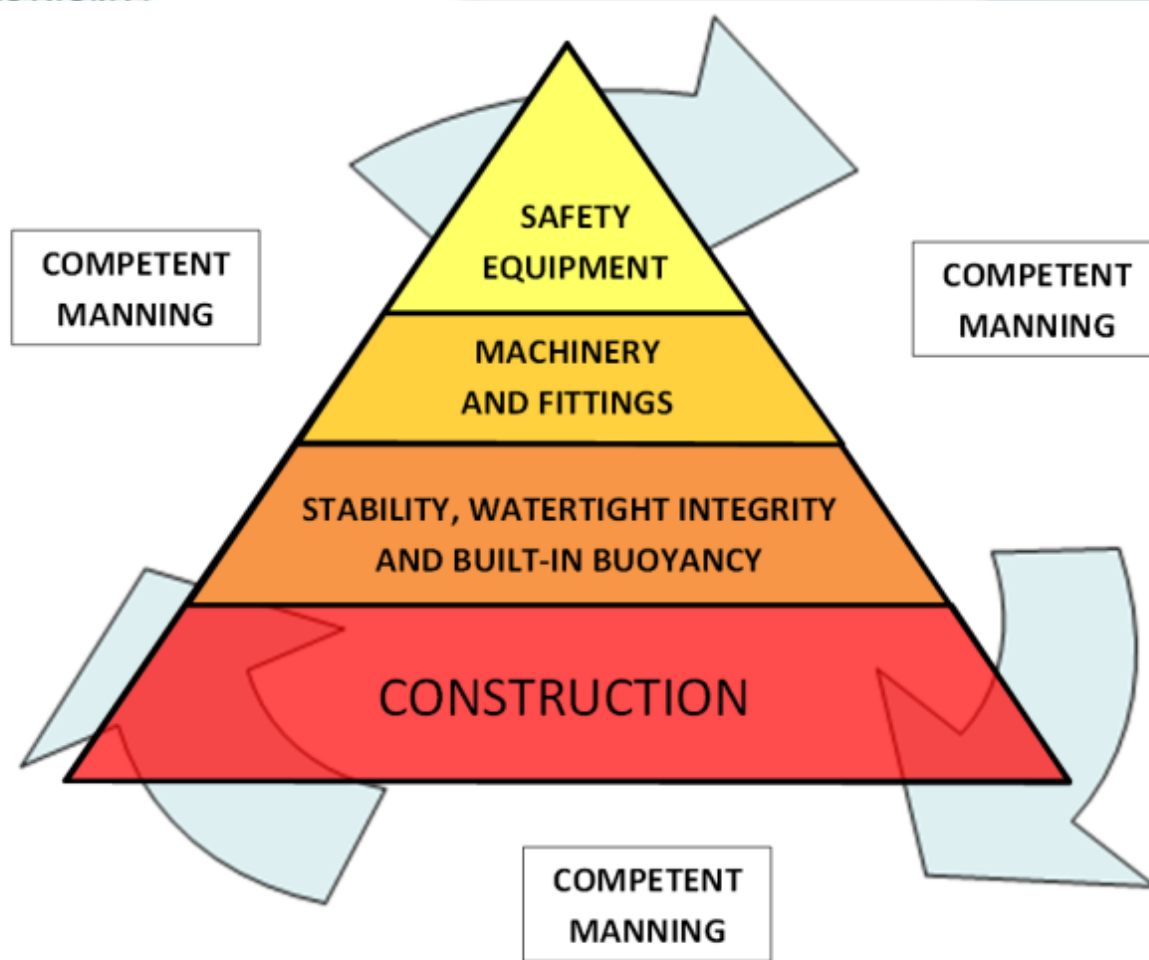 SAFETY
EQUIPMENT
COMPETENT
MANNING
COMPETENT
MANNING
MACHINERY
AND FITTINGS
STABILITY, WATERTIGHT INTEGRITY
AND BUILT-IN BUOYANCY
CONSTRUCTION
COMPETENT
MANNING